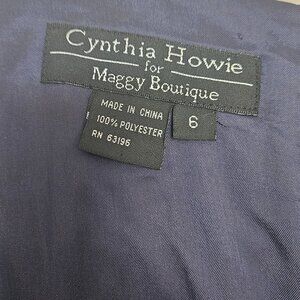 Cynthia Howie
for
Maggy Boutique
MADE IN CHINA
100% POLYESTER
RN 63196
6